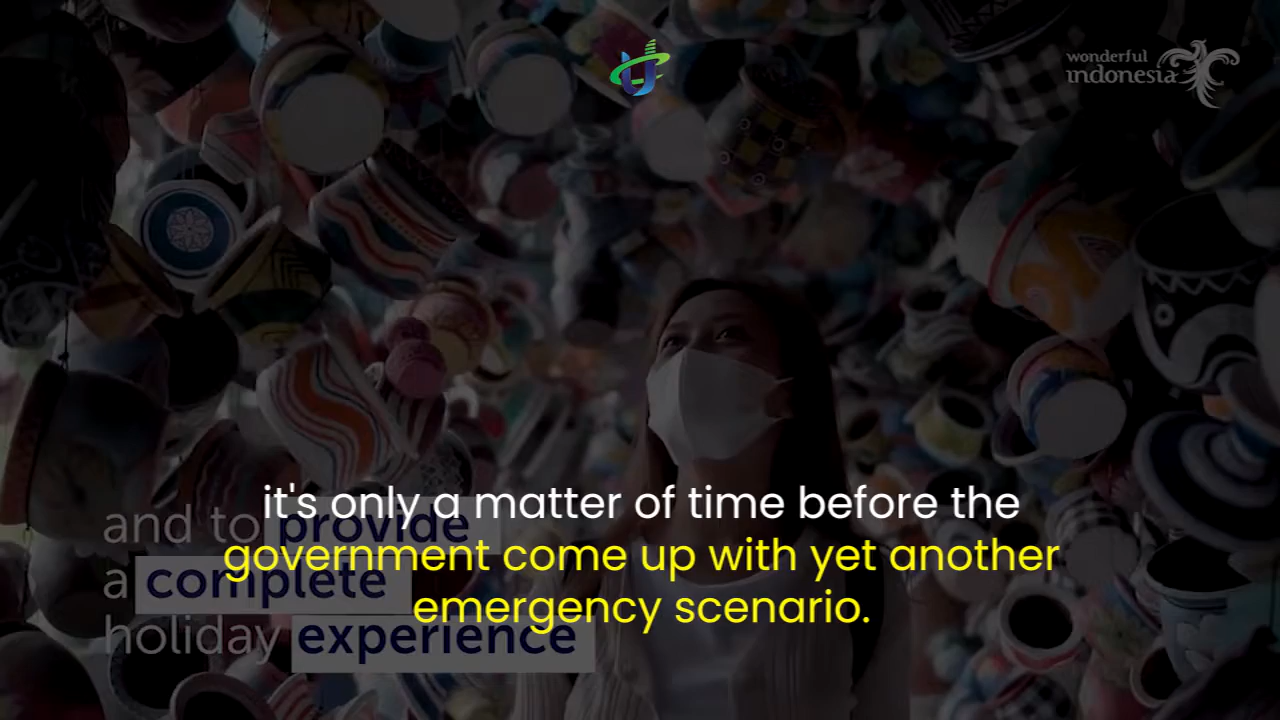 wonderful
indonesia
it's only a matter of time before the
government come up with yet another
emergency scenario.
and to provide
a complete
holiday experience